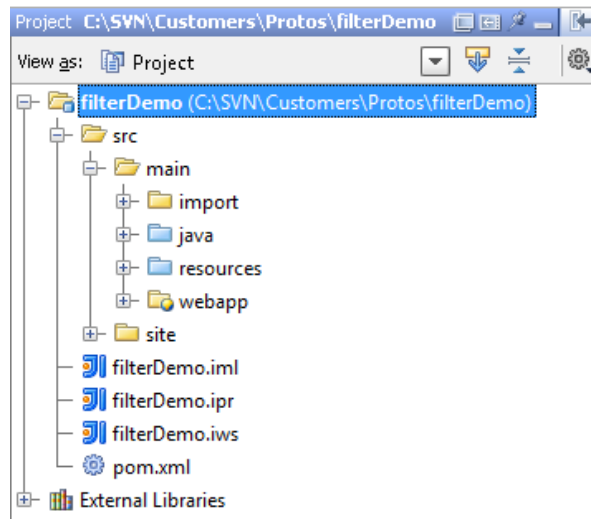 Project C:\SVN\Customers\Protos\filterDemo
View as: Project
filterDemo (C:\SVN\Customers\Protos\filterDemo)
src
main
import
java
resources
webapp
site
filterDemo.iml
filterDemo.ipr
filterDemo.iws
pom.xml
External Libraries